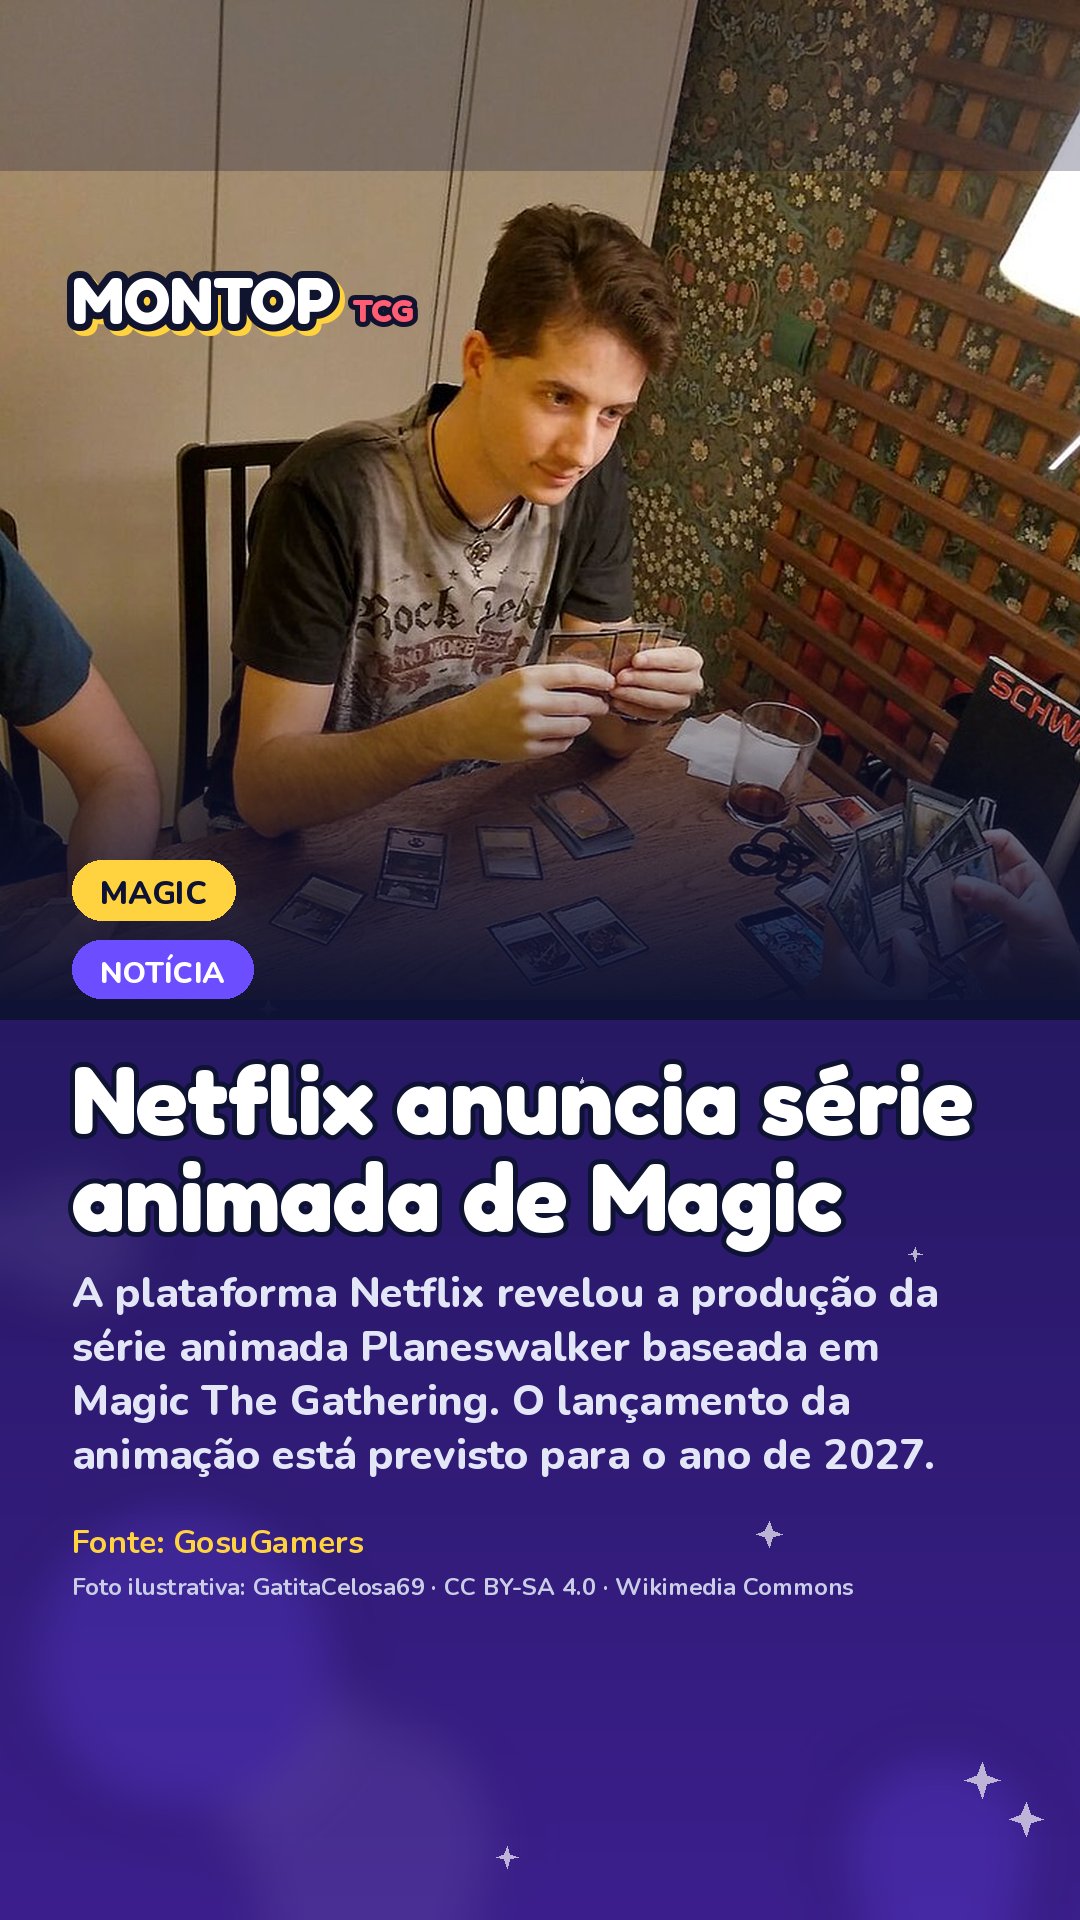 MONTOP TCG
Rock Rebel
NO MORE
SCHW
MAGIC
NOTÍCIA
Netflix anuncia série
animada de Magic
A plataforma Netflix revelou a produção da
série animada Planeswalker baseada em
Magic The Gathering. O lançamento da
animação está previsto para o ano de 2027.
Fonte: GosuGamers
Foto ilustrativa: GatitaCelosa69 · CC BY-SA 4.0 · Wikimedia Commons